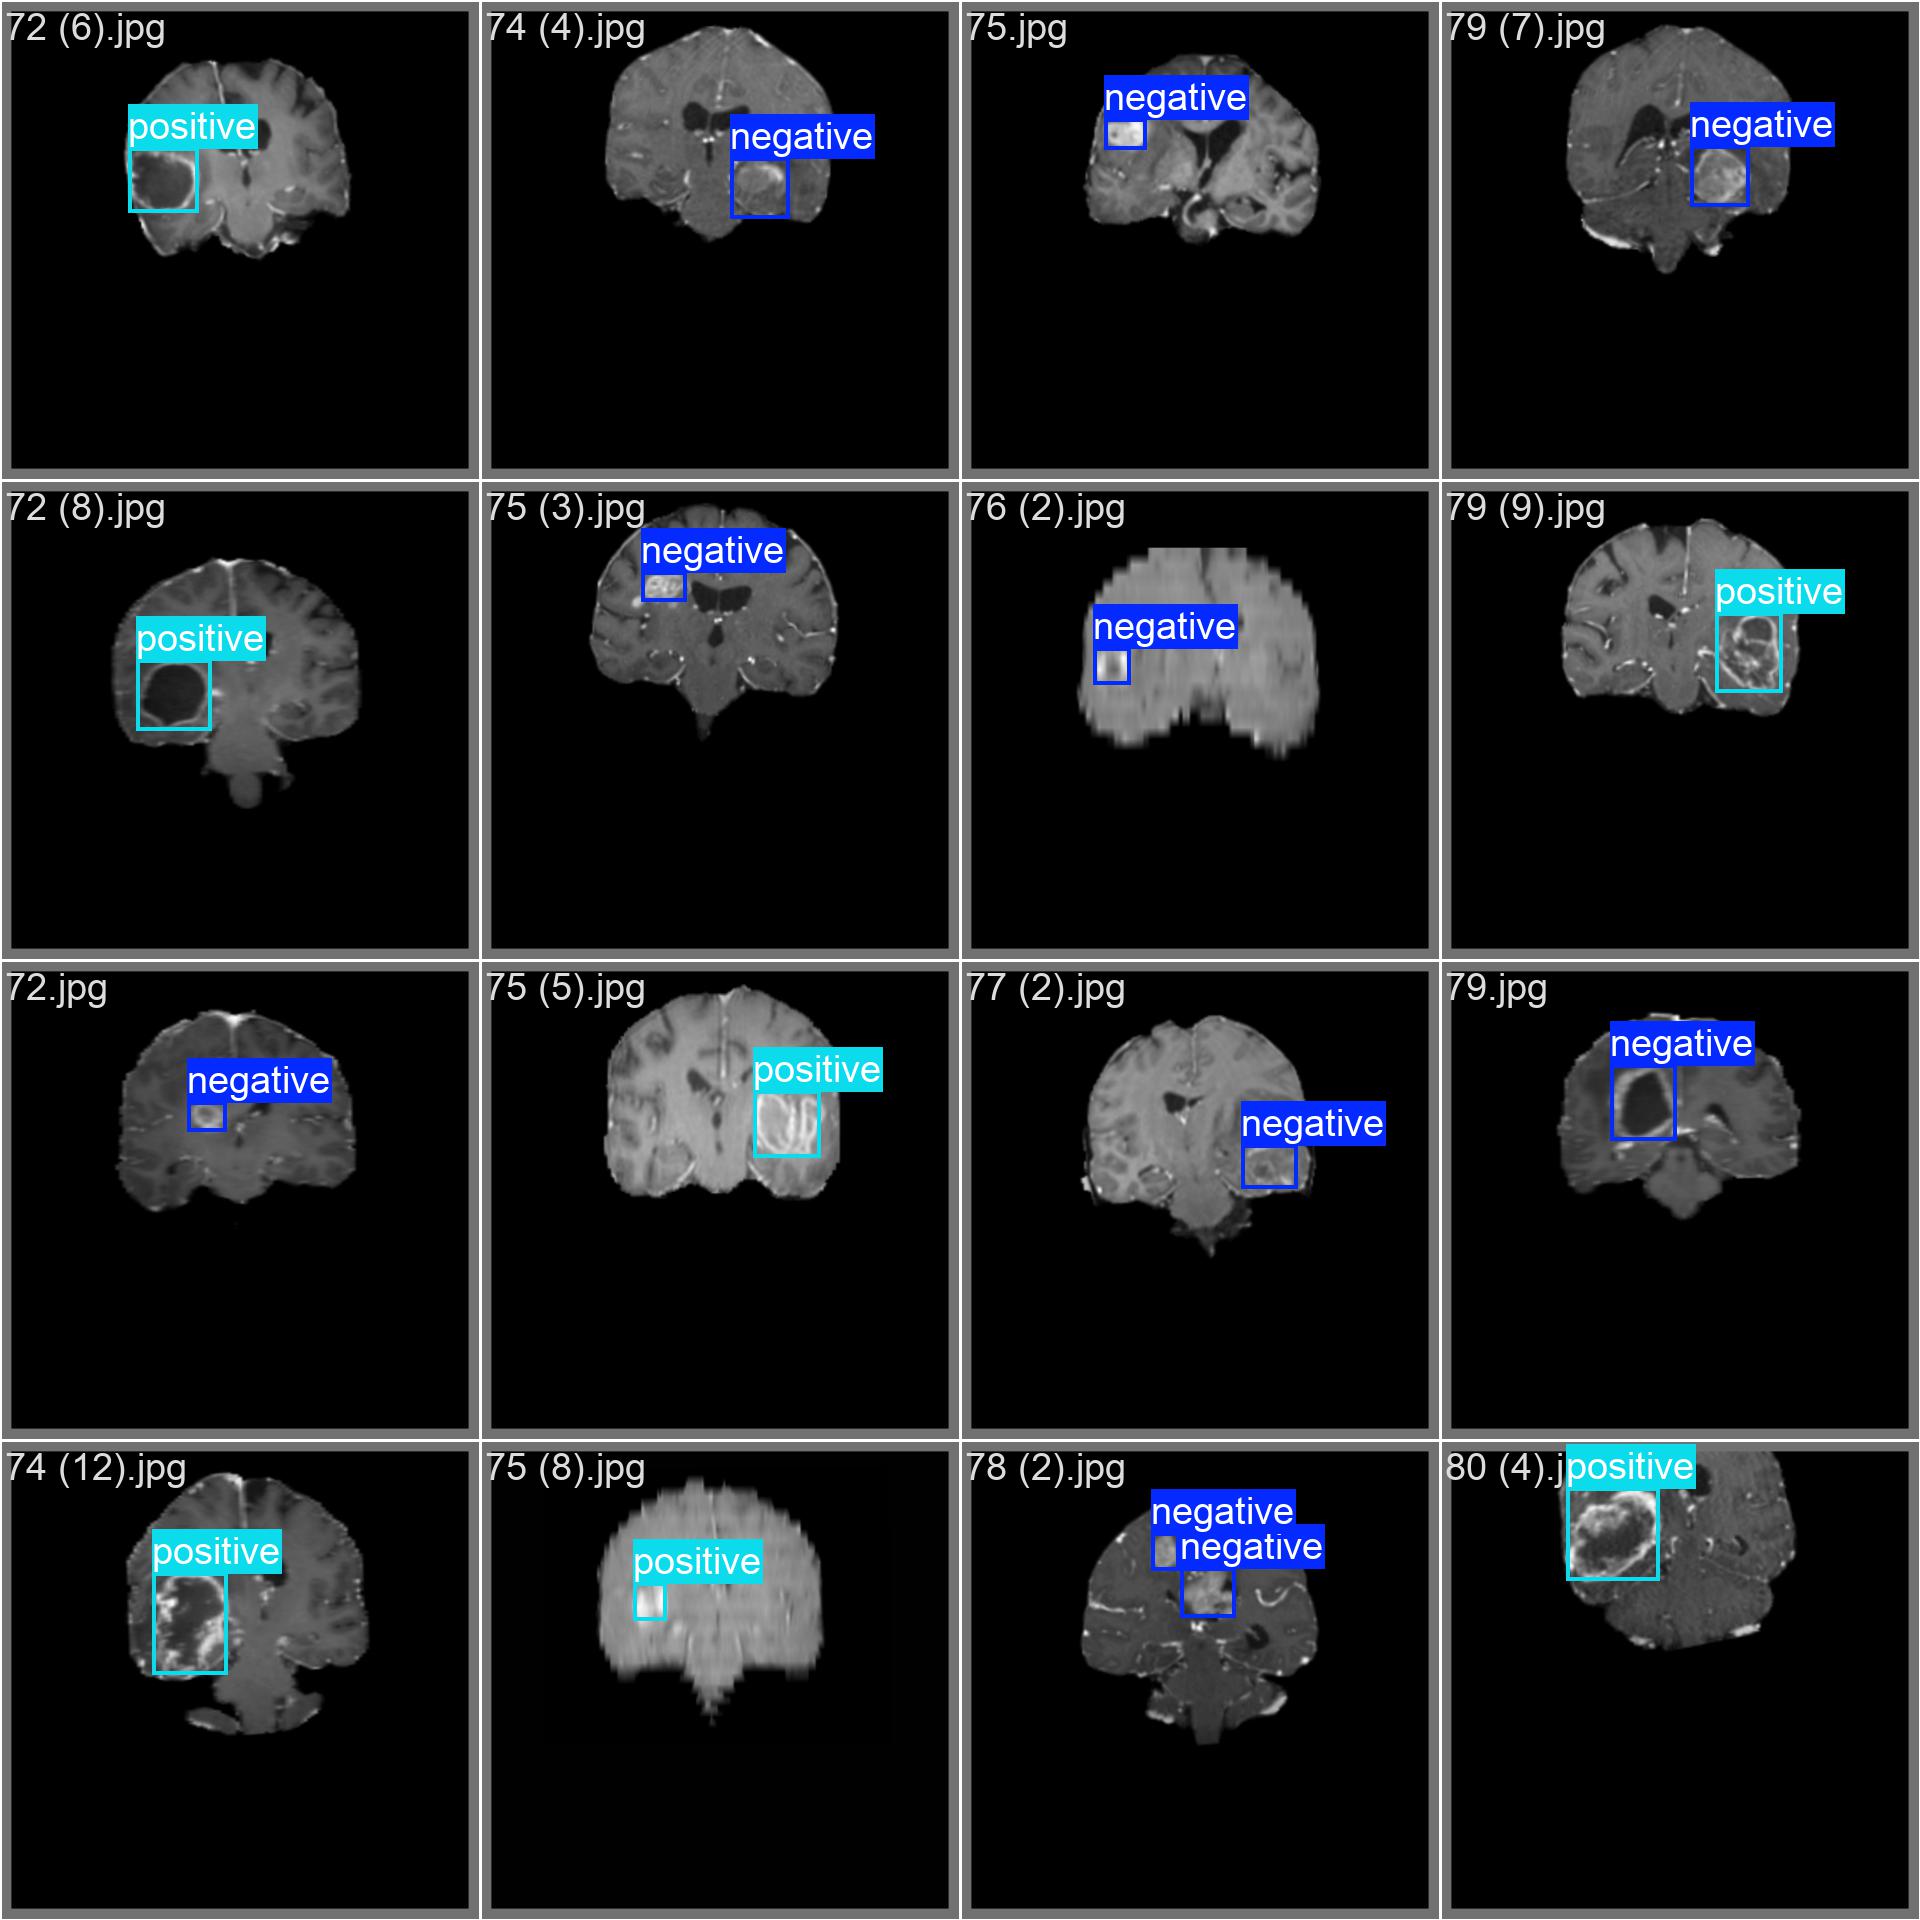 72 (6).jpg
positive
74 (4).jpg
negative
75.jpg
negative
79 (7).jpg
negative
72 (8).jpg
positive
75 (3).jpg
negative
76 (2).jpg
negative
79 (9).jpg
positive
72.jpg
negative
75 (5).jpg
positive
77 (2).jpg
negative
79.jpg
negative
74 (12).jpg
positive
75 (8).jpg
positive
78 (2).jpg
negative
negative
80 (4).j
positive